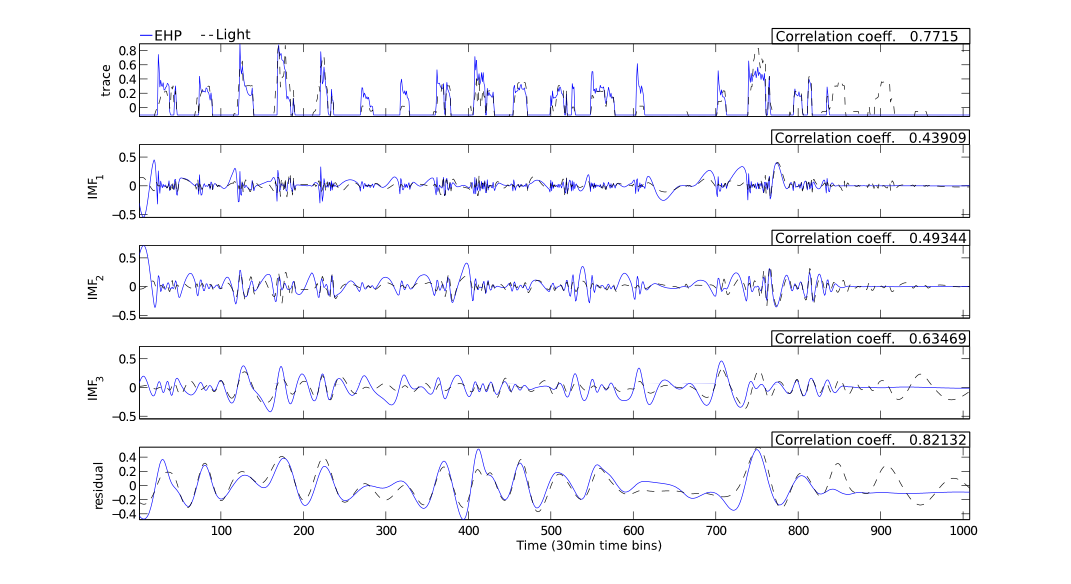 EHP Light Correlation coeff. 0.7715
0.8
0.6
0.4
0.2
0
trace
Correlation coeff. 0.43909
0.5
0
−0.5
IMF1
Correlation coeff. 0.49344
0.5
0
−0.5
IMF2
Correlation coeff. 0.63469
0.5
0
−0.5
IMF3
Correlation coeff. 0.82132
0.4
0.2
0
−0.2
−0.4
residual
100 200 300 400 500 600 700 800 900 1000
Time (30min time bins)